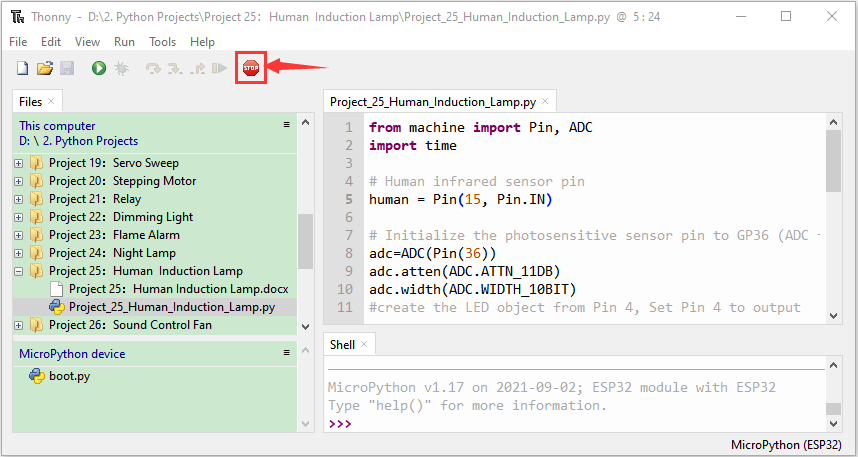 Thonny - D:\2. Python Projects\Project 25：Human Induction Lamp\Project_25_Human_Induction_Lamp.py @ 5 : 24
File Edit View Run Tools Help
STOP
Files
This computer
D: \ 2. Python Projects
Project 19：Servo Sweep
Project 20：Stepping Motor
Project 21：Relay
Project 22：Dimming Light
Project 23：Flame Alarm
Project 24：Night Lamp
Project 25：Human Induction Lamp
Project 25：Human Induction Lamp.docx
Project_25_Human_Induction_Lamp.py
Project 26：Sound Control Fan
MicroPython device
boot.py
Project_25_Human_Induction_Lamp.py
1 from machine import Pin, ADC
2 import time
3
4 # Human infrared sensor pin
5 human = Pin(15, Pin.IN)
6
7 # Initialize the photosensitive sensor pin to GP36 (ADC
8 adc=ADC(Pin(36))
9 adc.atten(ADC.ATTN_11DB)
10 adc.width(ADC.WIDTH_10BIT)
11 #create the LED object from Pin 4, Set Pin 4 to output
Shell
MicroPython v1.17 on 2021-09-02; ESP32 module with ESP32
Type "help()" for more information.
>>>
MicroPython (ESP32)